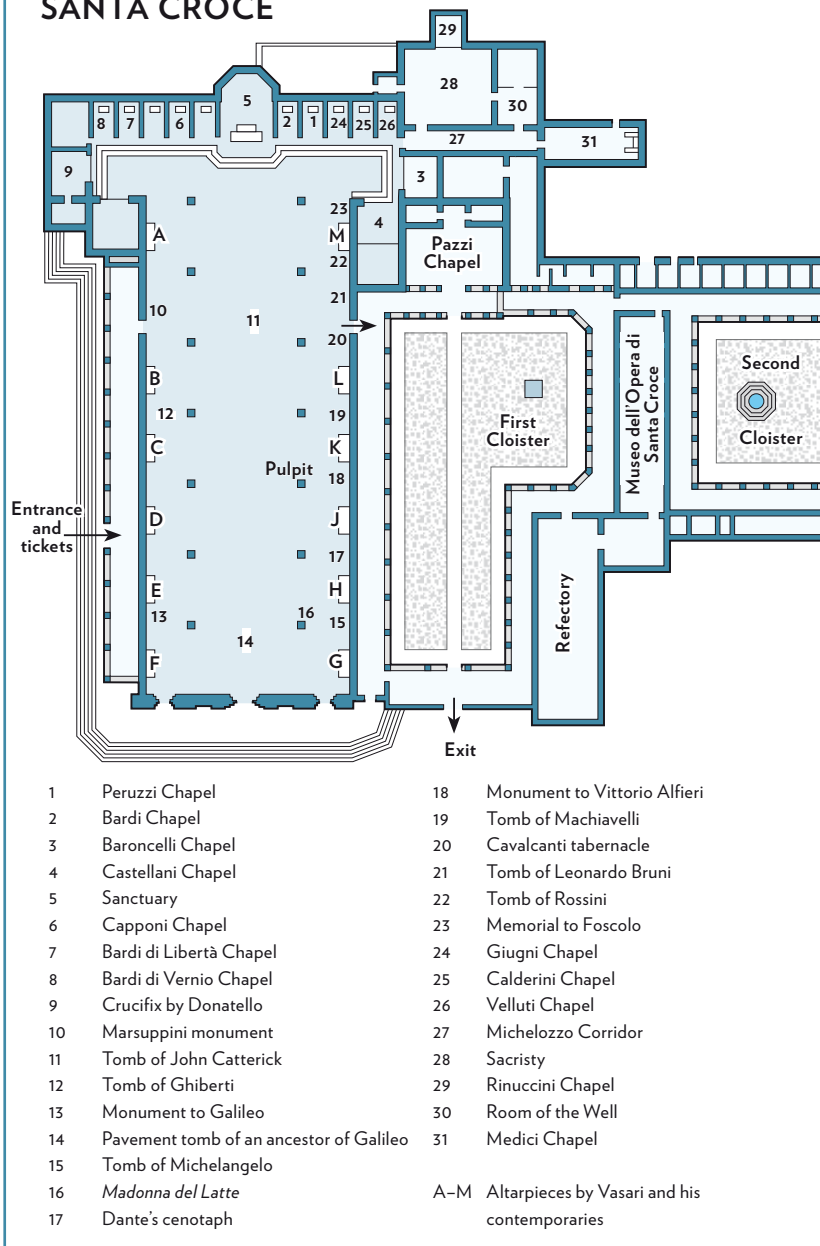 SANTA CROCE
29
28
30
5
8
7
6
2
1
24
25
26
27
31
9
3
23
4
A
M
Pazzi
Chapel
22
10
21
11
20
B
L
Second
Cloister
First
Cloister
Museo dell'Opera di
Santa Croce
12
19
C
K
Pulpit
18
Entrance
and
tickets
D
J
17
E
H
13
16
15
Refectory
14
F
G
Exit
1 Peruzzi Chapel
2 Bardi Chapel
3 Baroncelli Chapel
4 Castellani Chapel
5 Sanctuary
6 Capponi Chapel
7 Bardi di Libertà Chapel
8 Bardi di Vernio Chapel
9 Crucifix by Donatello
10 Marsuppini monument
11 Tomb of John Catterick
12 Tomb of Ghiberti
13 Monument to Galileo
14 Pavement tomb of an ancestor of Galileo
15 Tomb of Michelangelo
16 Madonna del Latte
17 Dante's cenotaph
18 Monument to Vittorio Alfieri
19 Tomb of Machiavelli
20 Cavalcanti tabernacle
21 Tomb of Leonardo Bruni
22 Tomb of Rossini
23 Memorial to Foscolo
24 Giugni Chapel
25 Calderini Chapel
26 Velluti Chapel
27 Michelozzo Corridor
28 Sacristy
29 Rinuccini Chapel
30 Room of the Well
31 Medici Chapel
A–M Altarpieces by Vasari and his
contemporaries